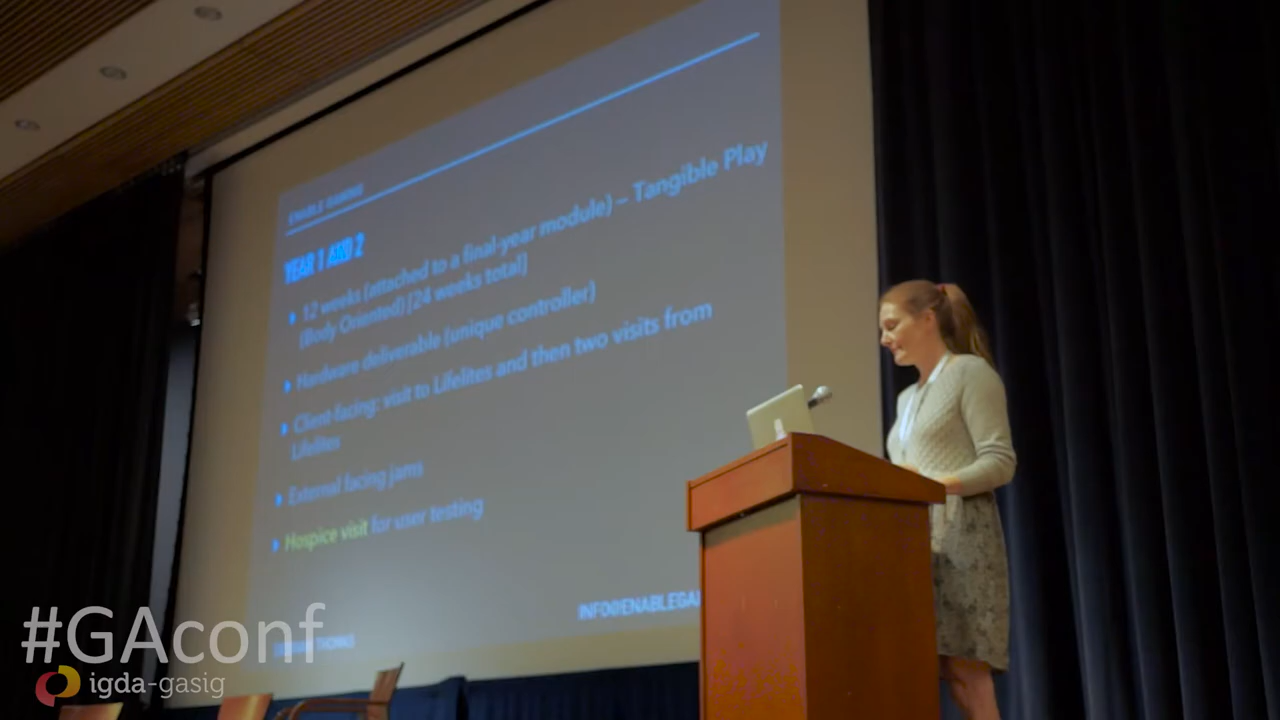 ENABLE GAMING
YEAR 1 AND 2
12 weeks (attached to a final-year module) – Tangible Play
(Body Oriented) [24 weeks total]
Hardware deliverable (unique controller)
Client-facing: visit to Lifelites and then two visits from
Lifelites
External facing jams
Hospice visit for user testing
INFO@ENABLEGA
#GAconf
igda-gasig